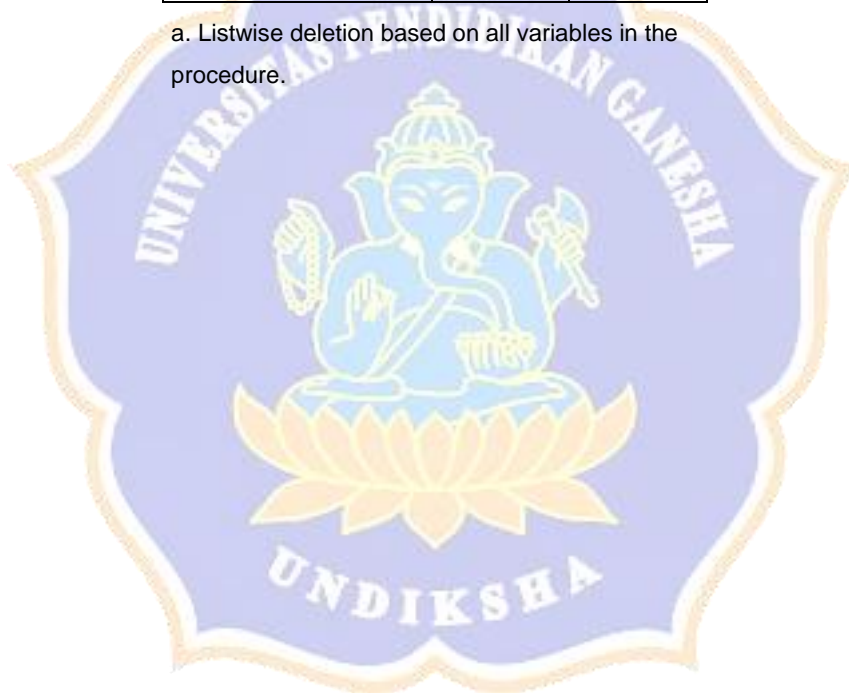 a. Listwise deletion based on all variables in the
procedure.
UNIVERSITAS PENDIDIKAN GANESHA
UNDIKSHA